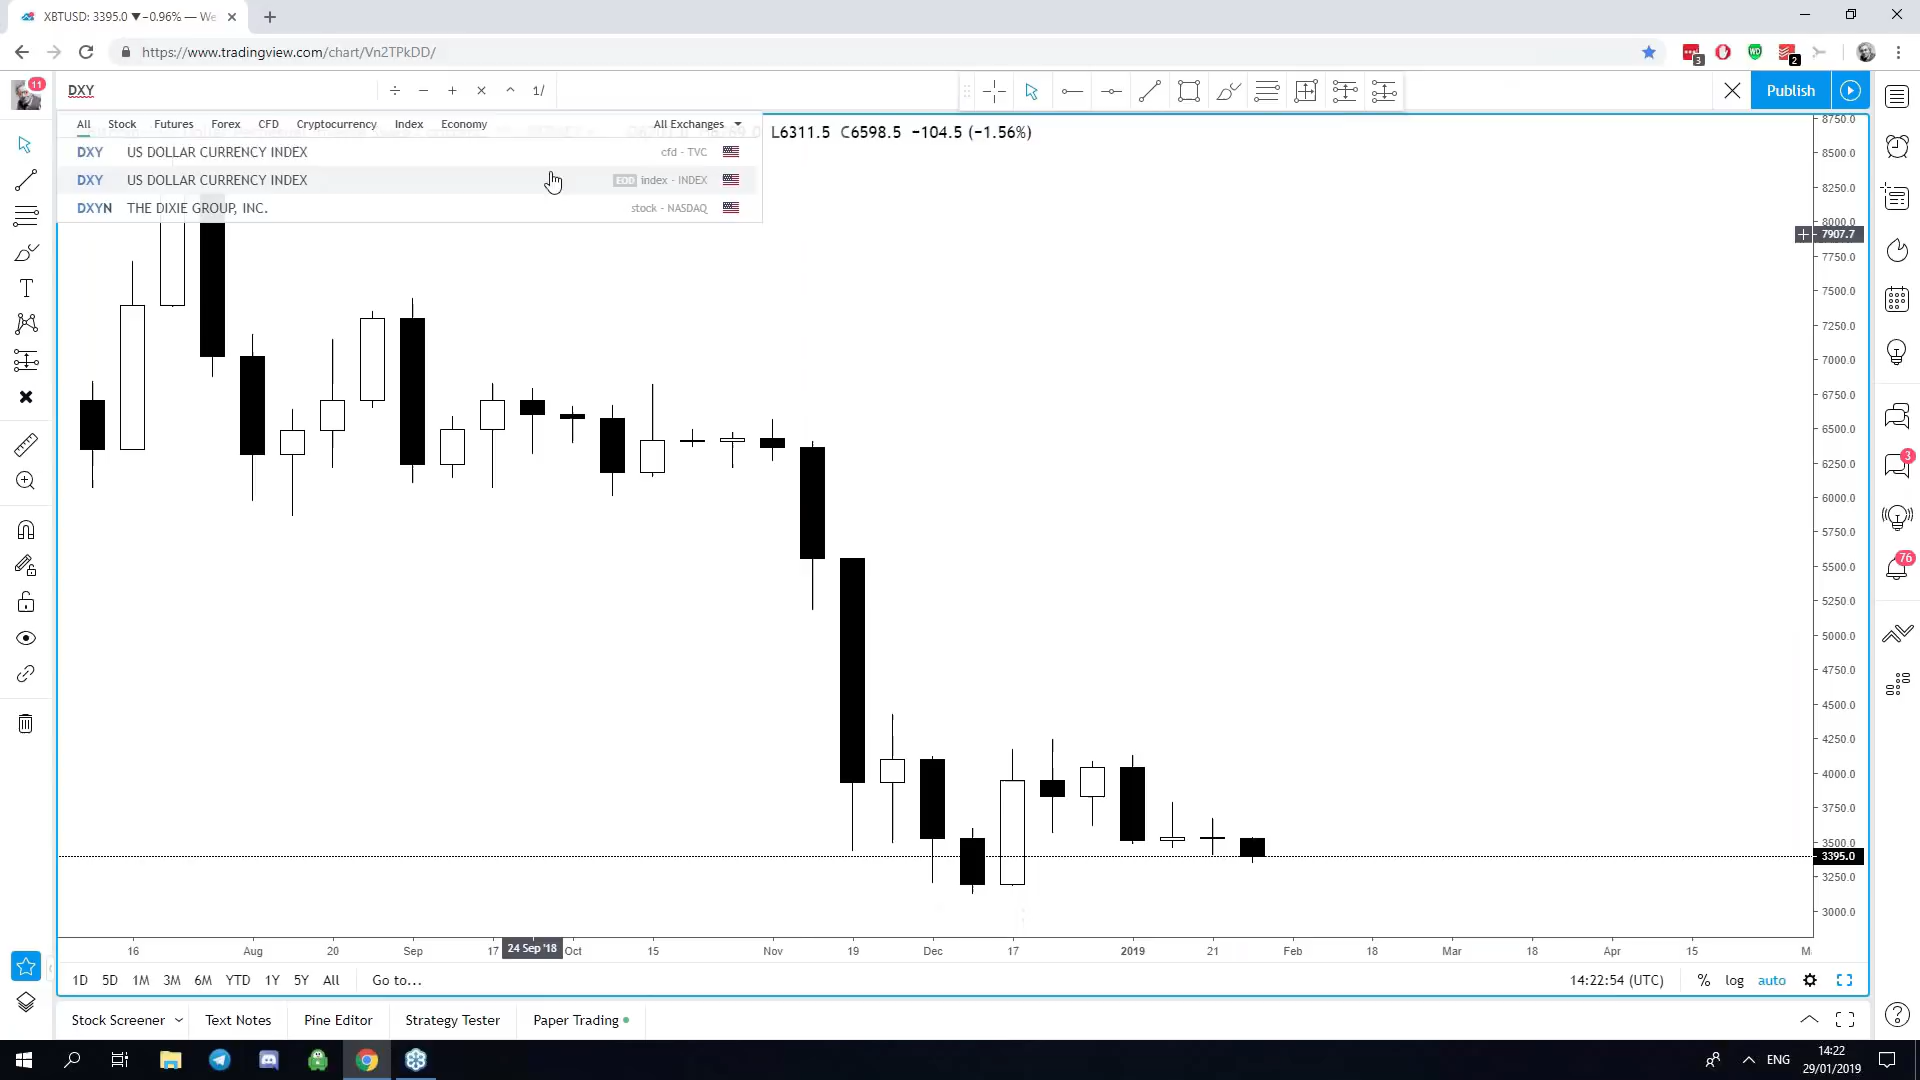 XBTUSD: 3395.0 ▼−0.96% — We
https://www.tradingview.com/chart/Vn2TPkDD/
3
2
11
DXY ÷ − + × ^ 1/
Publish
All Stock Futures Forex CFD Cryptocurrency Index Economy All Exchanges
L6311.5 C6598.5 −104.5 (−1.56%)
DXY US DOLLAR CURRENCY INDEX cfd - TVC
DXY US DOLLAR CURRENCY INDEX EOD index - INDEX
DXYN THE DIXIE GROUP, INC. stock - NASDAQ
8750.0
8500.0
8250.0
8000.0
7907.7
7750.0
7500.0
7250.0
7000.0
6750.0
6500.0
6250.0
6000.0
5750.0
5500.0
5250.0
5000.0
4750.0
4500.0
4250.0
4000.0
3750.0
3500.0
3395.0
3250.0
3000.0
3
76
16 Aug 20 Sep 17 24 Sep '18 Oct 15 Nov 19 Dec 17 2019 21 Feb 18 Mar 18 Apr 15
1D 5D 1M 3M 6M YTD 1Y 5Y All Go to... 14:22:54 (UTC) % log auto
Stock Screener Text Notes Pine Editor Strategy Tester Paper Trading
ENG
14:22
29/01/2019